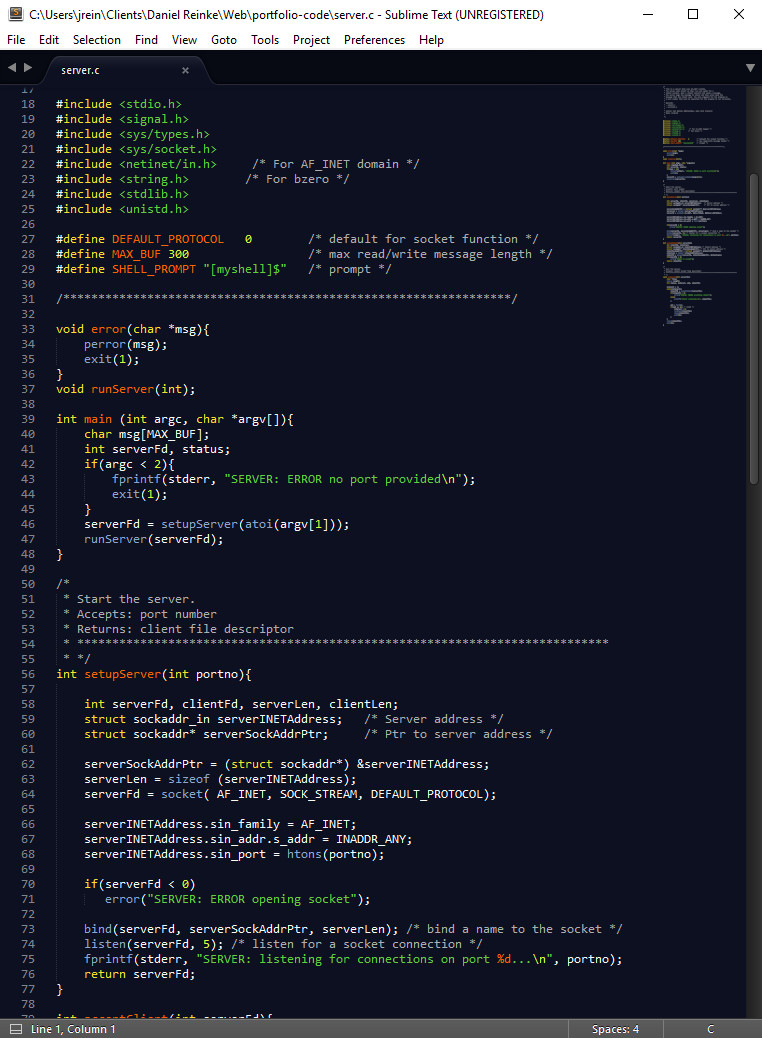 C:\Users\jrein\Clients\Daniel Reinke\Web\portfolio-code\server.c - Sublime Text (UNREGISTERED)
File Edit Selection Find View Goto Tools Project Preferences Help
server.c
17
18 #include <stdio.h>
19 #include <signal.h>
20 #include <sys/types.h>
21 #include <sys/socket.h>
22 #include <netinet/in.h>     /* For AF_INET domain */
23 #include <string.h>        /* For bzero */
24 #include <stdlib.h>
25 #include <unistd.h>
26
27 #define DEFAULT_PROTOCOL   0        /* default for socket function */
28 #define MAX_BUF 300                 /* max read/write message length */
29 #define SHELL_PROMPT "[myshell]$"   /* prompt */
30
31 /****************************************************************/
32
33 void error(char *msg){
34     perror(msg);
35     exit(1);
36 }
37 void runServer(int);
38
39 int main (int argc, char *argv[]){
40     char msg[MAX_BUF];
41     int serverFd, status;
42     if(argc < 2){
43         fprintf(stderr, "SERVER: ERROR no port provided\n");
44         exit(1);
45     }
46     serverFd = setupServer(atoi(argv[1]));
47     runServer(serverFd);
48 }
49
50 /*
51  * Start the server.
52  * Accepts: port number
53  * Returns: client file descriptor
54  * ****************************************************************************
55  * */
56 int setupServer(int portno){
57
58     int serverFd, clientFd, serverLen, clientLen;
59     struct sockaddr_in serverINETAddress;   /* Server address */
60     struct sockaddr* serverSockAddrPtr;     /* Ptr to server address */
61
62     serverSockAddrPtr = (struct sockaddr*) &serverINETAddress;
63     serverLen = sizeof (serverINETAddress);
64     serverFd = socket( AF_INET, SOCK_STREAM, DEFAULT_PROTOCOL);
65
66     serverINETAddress.sin_family = AF_INET;
67     serverINETAddress.sin_addr.s_addr = INADDR_ANY;
68     serverINETAddress.sin_port = htons(portno);
69
70     if(serverFd < 0)
71        error("SERVER: ERROR opening socket");
72
73     bind(serverFd, serverSockAddrPtr, serverLen); /* bind a name to the socket */
74     listen(serverFd, 5); /* listen for a socket connection */
75     fprintf(stderr, "SERVER: listening for connections on port %d...\n", portno);
76     return serverFd;
77 }
78
79 int acceptClient(int serverFd){
Line 1, Column 1 Spaces: 4 C